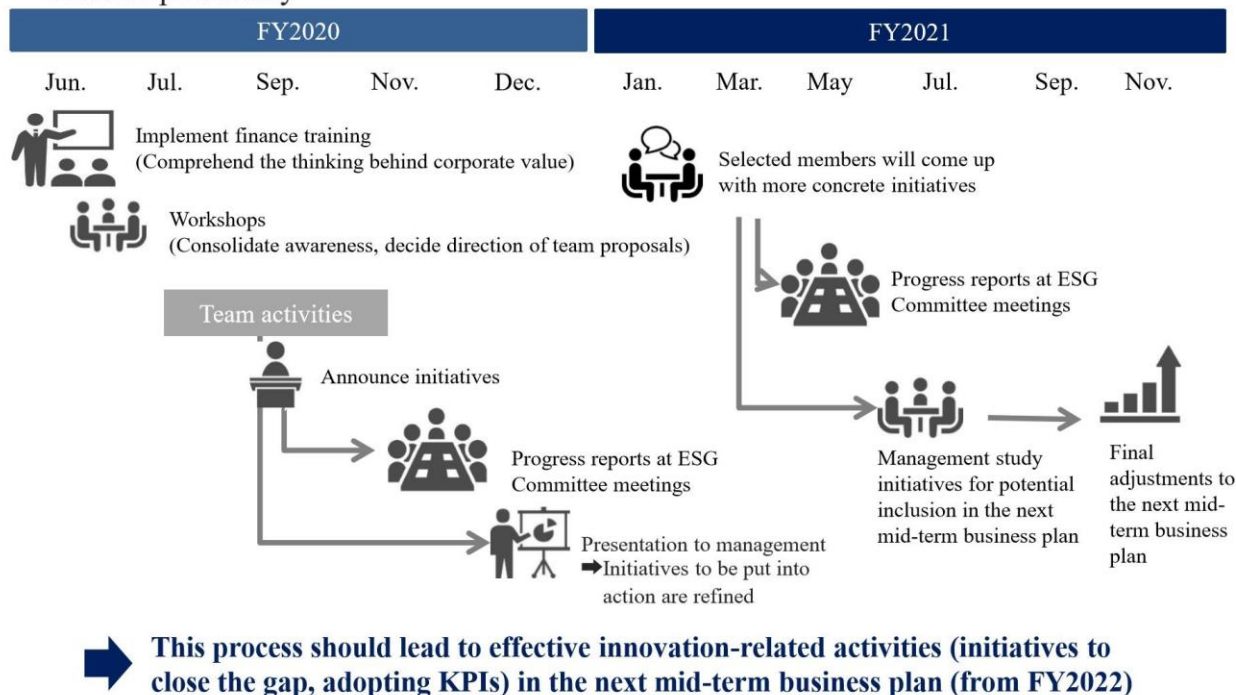 FY2020
FY2021
Jun. Jul. Sep. Nov. Dec. Jan. Mar. May Jul. Sep. Nov.
Implement finance training
(Comprehend the thinking behind corporate value)
Workshops
(Consolidate awareness, decide direction of team proposals)
Team activities
Announce initiatives
Progress reports at ESG
Committee meetings
Presentation to management
➡Initiatives to be put into
action are refined
Selected members will come up
with more concrete initiatives
Progress reports at ESG
Committee meetings
Management study
initiatives for potential
inclusion in the next
mid-term business plan
Final
adjustments to
the next mid-
term business
plan
This process should lead to effective innovation-related activities (initiatives to
close the gap, adopting KPIs) in the next mid-term business plan (from FY2022)